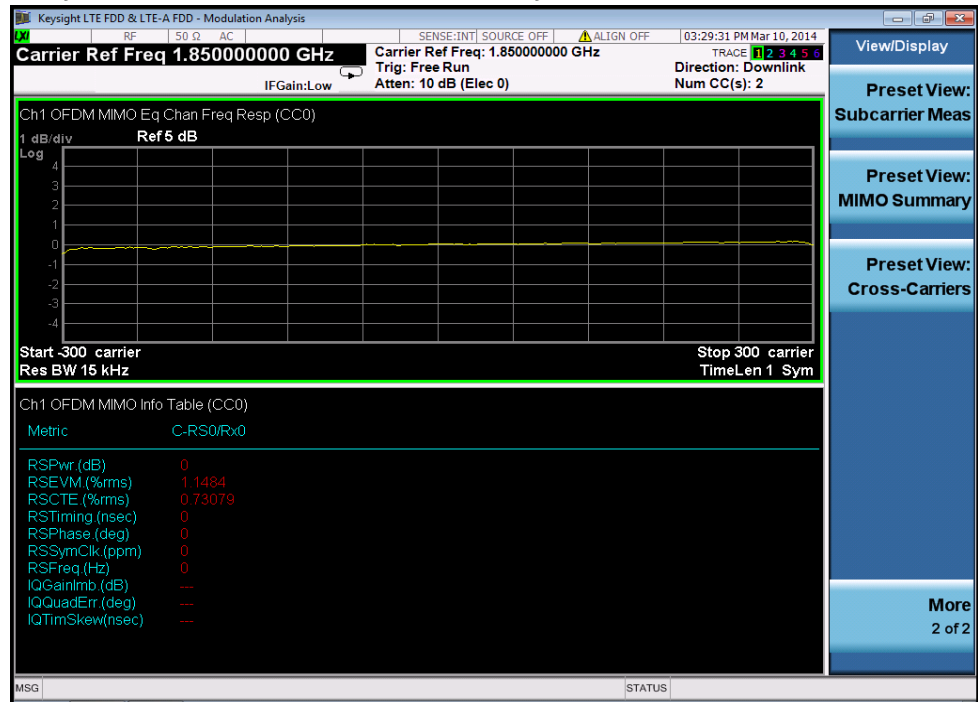 Keysight LTE FDD & LTE-A FDD - Modulation Analysis
LXI RF 50 Ω AC SENSE:INT SOURCE OFF ALIGN OFF 03:29:31 PM Mar 10, 2014
Carrier Ref Freq 1.850000000 GHz
Carrier Ref Freq: 1.850000000 GHz
Trig: Free Run
IFGain:Low
Atten: 10 dB (Elec 0)
TRACE 1 2 3 4 5 6
Direction: Downlink
Num CC(s): 2
View/Display
Preset View:
Subcarrier Meas
Preset View:
MIMO Summary
Preset View:
Cross-Carriers
More
2 of 2
Ch1 OFDM MIMO Eq Chan Freq Resp (CC0)
1 dB/div Ref 5 dB
Log
4
3
2
1
0
-1
-2
-3
-4
Start -300 carrier Stop 300 carrier
Res BW 15 kHz TimeLen 1 Sym
Ch1 OFDM MIMO Info Table (CC0)
Metric C-RS0/Rx0
RSPwr.(dB) 0
RSEVM.(%rms) 1.1484
RSCTE.(%rms) 0.73079
RSTiming.(nsec) 0
RSPhase.(deg) 0
RSSymClk.(ppm) 0
RSFreq.(Hz) 0
IQGainImb.(dB) ---
IQQuadErr.(deg) ---
IQTimSkew(nsec) ---
MSG STATUS